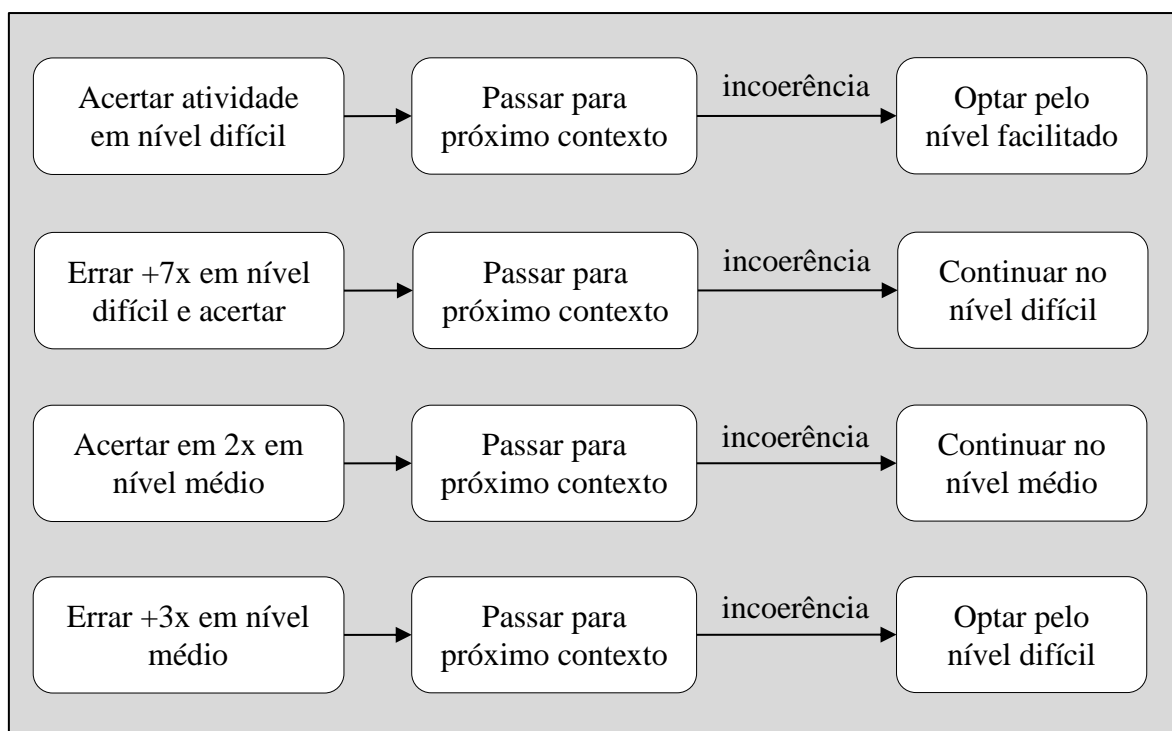 Acertar atividade
em nível difícil
Passar para
próximo contexto
incoerência
Optar pelo
nível facilitado
Errar +7x em nível
difícil e acertar
Passar para
próximo contexto
incoerência
Continuar no
nível difícil
Acertar em 2x em
nível médio
Passar para
próximo contexto
incoerência
Continuar no
nível médio
Errar +3x em nível
médio
Passar para
próximo contexto
incoerência
Optar pelo
nível difícil